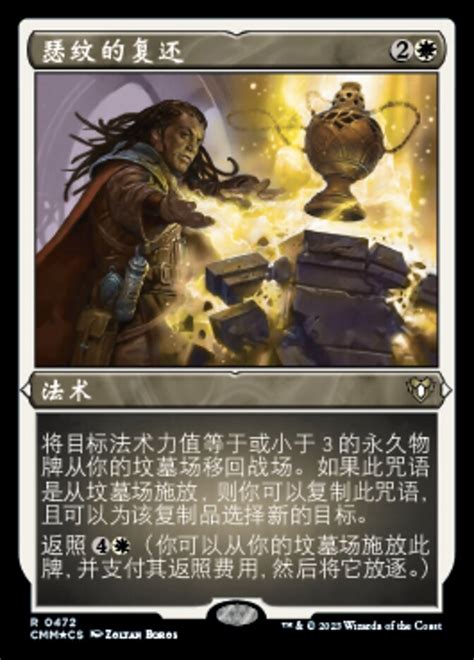 瑟纹的复还 2
法术
将目标法术力值等于或小于 3 的永久物
牌从你的坟墓场移回战场。如果此咒语
是从坟墓场施放，则你可以复制此咒语，
且可以为该复制品选择新的目标。
返照 4（你可以从你的坟墓场施放此
牌，并支付其返照费用，然后将它放逐。）
R 0472
CMM★CS ZOLTAN BOROS
™ & © 2023 Wizards of the Coast